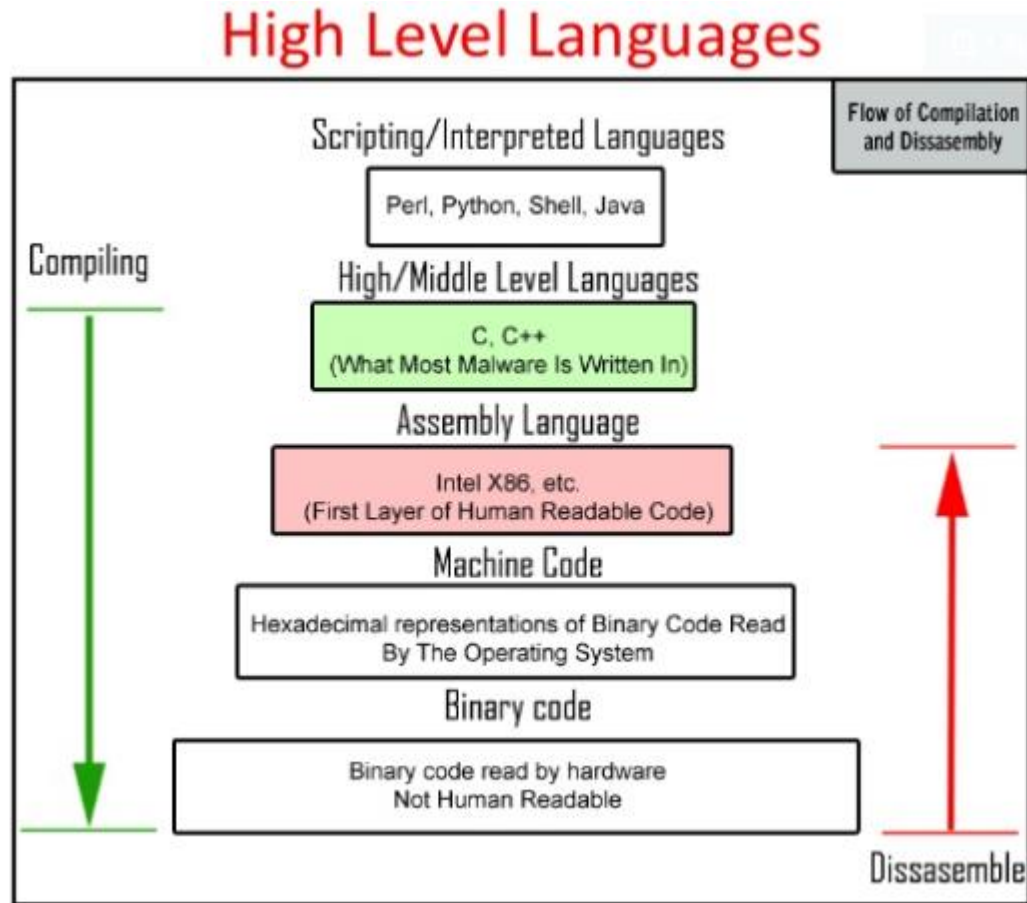 High Level Languages
Flow of Compilation
and Dissasembly
Scripting/Interpreted Languages
Perl, Python, Shell, Java
Compiling
High/Middle Level Languages
C, C++
(What Most Malware Is Written In)
Assembly Language
Intel X86, etc.
(First Layer of Human Readable Code)
Machine Code
Hexadecimal representations of Binary Code Read
By The Operating System
Binary code
Binary code read by hardware
Not Human Readable
Dissasemble